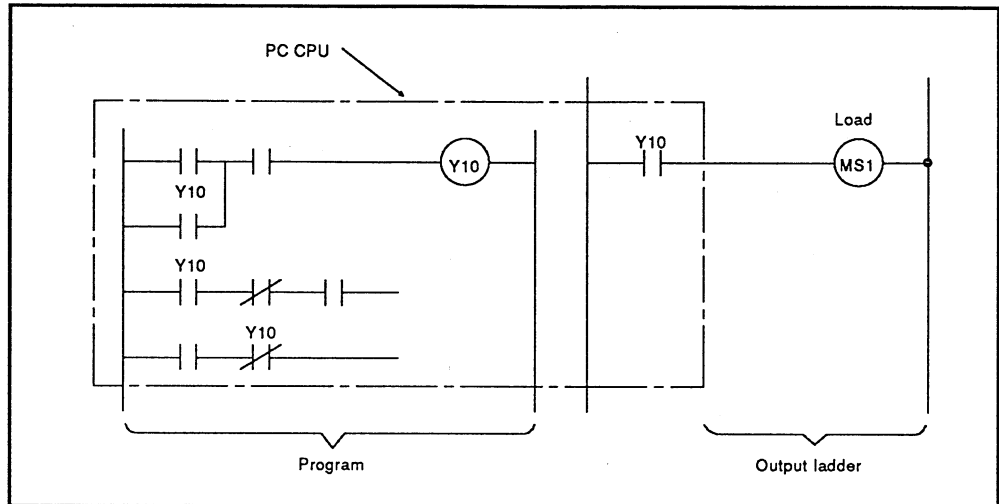 PC CPU
Load
Y10
Y10
MS1
Y10
Y10
Y10
Program
Output ladder